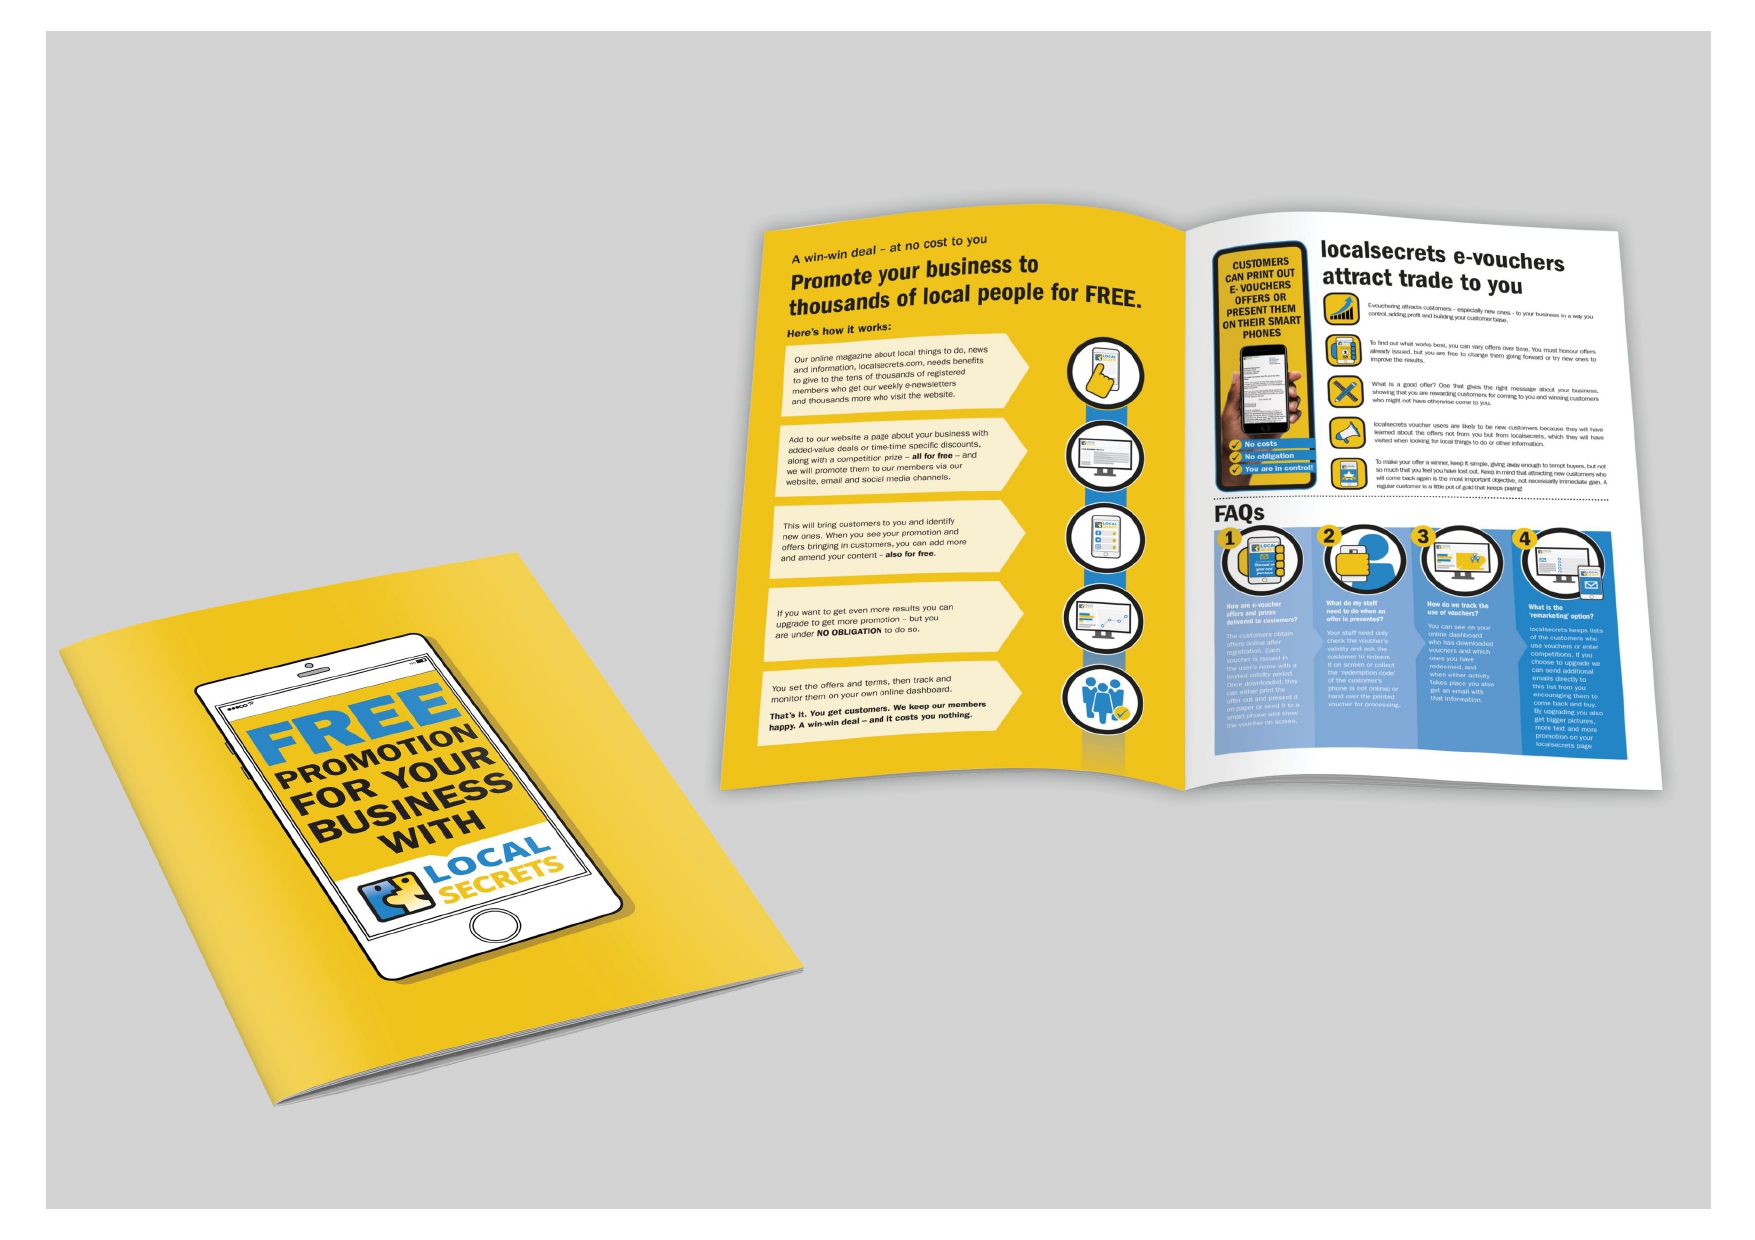 FREE
PROMOTION
FOR YOUR
BUSINESS
WITH
LOCAL
SECRETS
A win-win deal – at no cost to you
Promote your business to
thousands of local people for FREE.
Here's how it works:
Our online magazine about local things to do, news
and information, localsecrets.com, needs benefits
to give to the tens of thousands of registered
members who get our weekly e-newsletters
and thousands more who visit the website.
Add to our website a page about your business with
added-value deals or time-time specific discounts,
along with a competition prize – all for free – and
we will promote them to our members via our
website, email and social media channels.
This will bring customers to you and identify
new ones. When you see your promotion and
offers bringing in customers, you can add more
and amend your content – also for free.
If you want to get even more results you can
upgrade to get more promotion – but you
are under NO OBLIGATION to do so.
You set the offers and terms, then track and
monitor them on your own online dashboard.
That's it. You get customers. We keep our members
happy. A win-win deal – and it costs you nothing.
CUSTOMERS
CAN PRINT OUT
E- VOUCHERS
OFFERS OR
PRESENT THEM
ON THEIR SMART
PHONES
No costs
No obligation
You are in control!
localsecrets e-vouchers
attract trade to you
E-vouchering attracts customers - especially new ones - to your business in a way you
control, adding profit and building your customer base.
To find out what works best, you can vary offers over time. You must honour offers
already issued, but you are free to change them going forward or try new ones to
improve the results.
What is a good offer? One that gives the right message about your business,
showing that you are rewarding customers for coming to you and winning customers
who might not have otherwise come to you.
localsecrets voucher users are likely to be new customers because they will have
learned about the offers not from you but from localsecrets, which they will have
visited when looking for local things to do or other information.
To make your offer a winner, keep it simple, giving away enough to tempt buyers, but not
so much that you feel you have lost out. Keep in mind that attracting new customers who
will come back again is the most important objective, not necessarily immediate gain. A
regular customer is a little pot of gold that keeps paying!
FAQs
1
How are e-voucher
offers and prizes
delivered to customers?
The customers obtain
offers online after
registration. Each
voucher is issued in
the user's name with a
limited validity period.
Once downloaded, they
can either print the
offer out and present it
on paper or send it to a
smart phone and show
the voucher on screen.
2
What do my staff
need to do when an
offer is presented?
Your staff need only
check the voucher's
validity and ask the
customer to redeem
it on screen or collect
the 'redemption code'
(if the customer's
phone is not online) or
hand over the printed
voucher for processing.
3
How do we track the
use of vouchers?
You can see on your
online dashboard
who has downloaded
vouchers and which
ones you have
redeemed, and
when either activity
takes place you also
get an email with
that information.
4
What is the
'remarketing' option?
localsecrets keeps lists
of the customers who
use vouchers or enter
competitions. If you
choose to upgrade we
can send additional
emails directly to
this list from you
encouraging them to
come back and buy.
By upgrading you also
get bigger pictures,
more text and more
promotion on your
localsecrets page